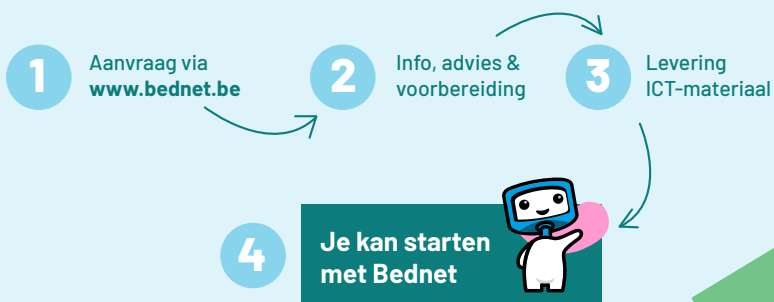 1
Aanvraag via
www.bednet.be
2
Info, advies &
voorbereiding
3
Levering
ICT-materiaal
4
Je kan starten
met Bednet